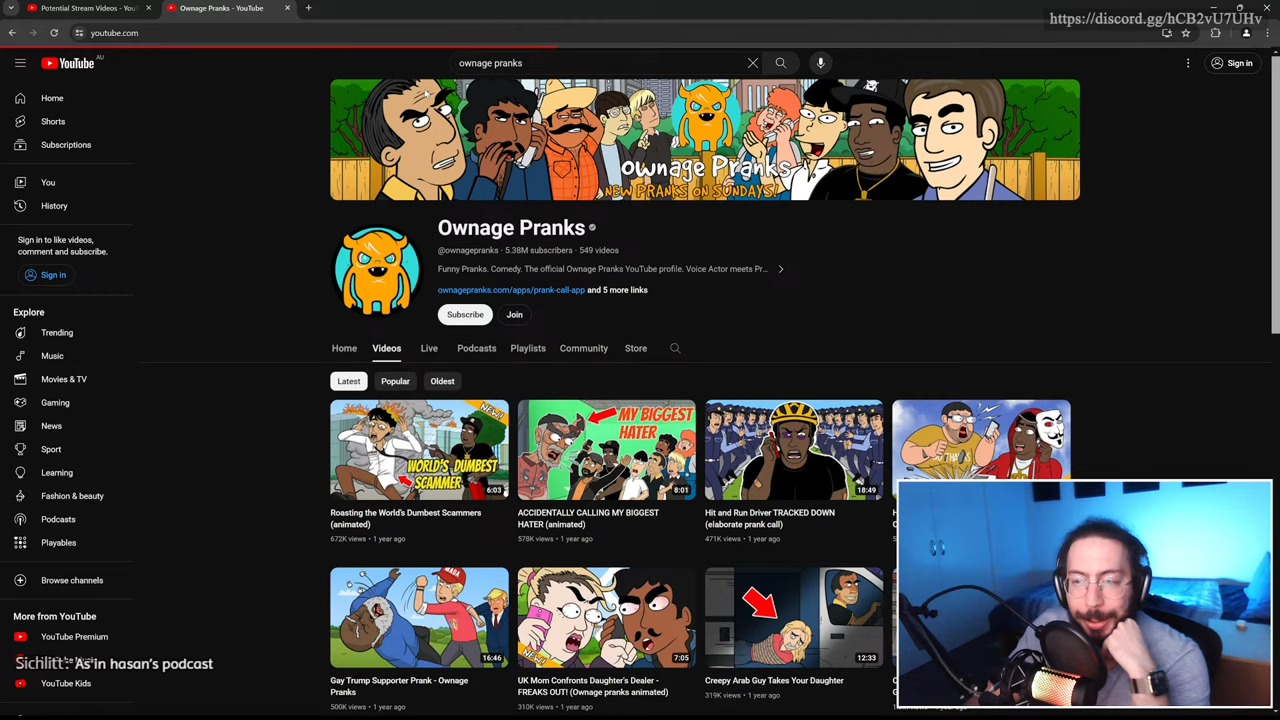 Potential Stream Videos - You
Ownage Pranks - YouTube
https://discord.gg/hCB2vU7UHv
youtube.com
YouTube AU
ownage pranks
Sign in
Home
Shorts
Subscriptions
You
History
Sign in to like videos,
comment and subscribe.
Sign in
Explore
Trending
Music
Movies & TV
Gaming
News
Sport
Learning
Fashion & beauty
Podcasts
Playables
Browse channels
More from YouTube
YouTube Premium
YouTube Kids
Sichlitt: As in hasan's podcast
ownage Pranks
NEW PRANKS ON SUNDAYS!
Ownage Pranks
@ownagepranks · 5.38M subscribers · 549 videos
Funny Pranks. Comedy. The official Ownage Pranks YouTube profile. Voice Actor meets Pr...
ownagepranks.com/apps/prank-call-app and 5 more links
Subscribe
Join
Home
Videos
Live
Podcasts
Playlists
Community
Store
Latest
Popular
Oldest
NEW!
WORLD'S DUMBEST
SCAMMER
6:03
MY BIGGEST
HATER
8:01
18:49
Roasting the World's Dumbest Scammers
(animated)
672K views • 1 year ago
ACCIDENTALLY CALLING MY BIGGEST
HATER (animated)
578K views • 1 year ago
Hit and Run Driver TRACKED DOWN
(elaborate prank call)
471K views • 1 year ago
MAGA
16:46
NEW!
7:05
12:33
Gay Trump Supporter Prank - Ownage
Pranks
500K views • 1 year ago
UK Mom Confronts Daughter's Dealer -
FREAKS OUT! (Ownage pranks animated)
310K views • 1 year ago
Creepy Arab Guy Takes Your Daughter
319K views • 1 year ago